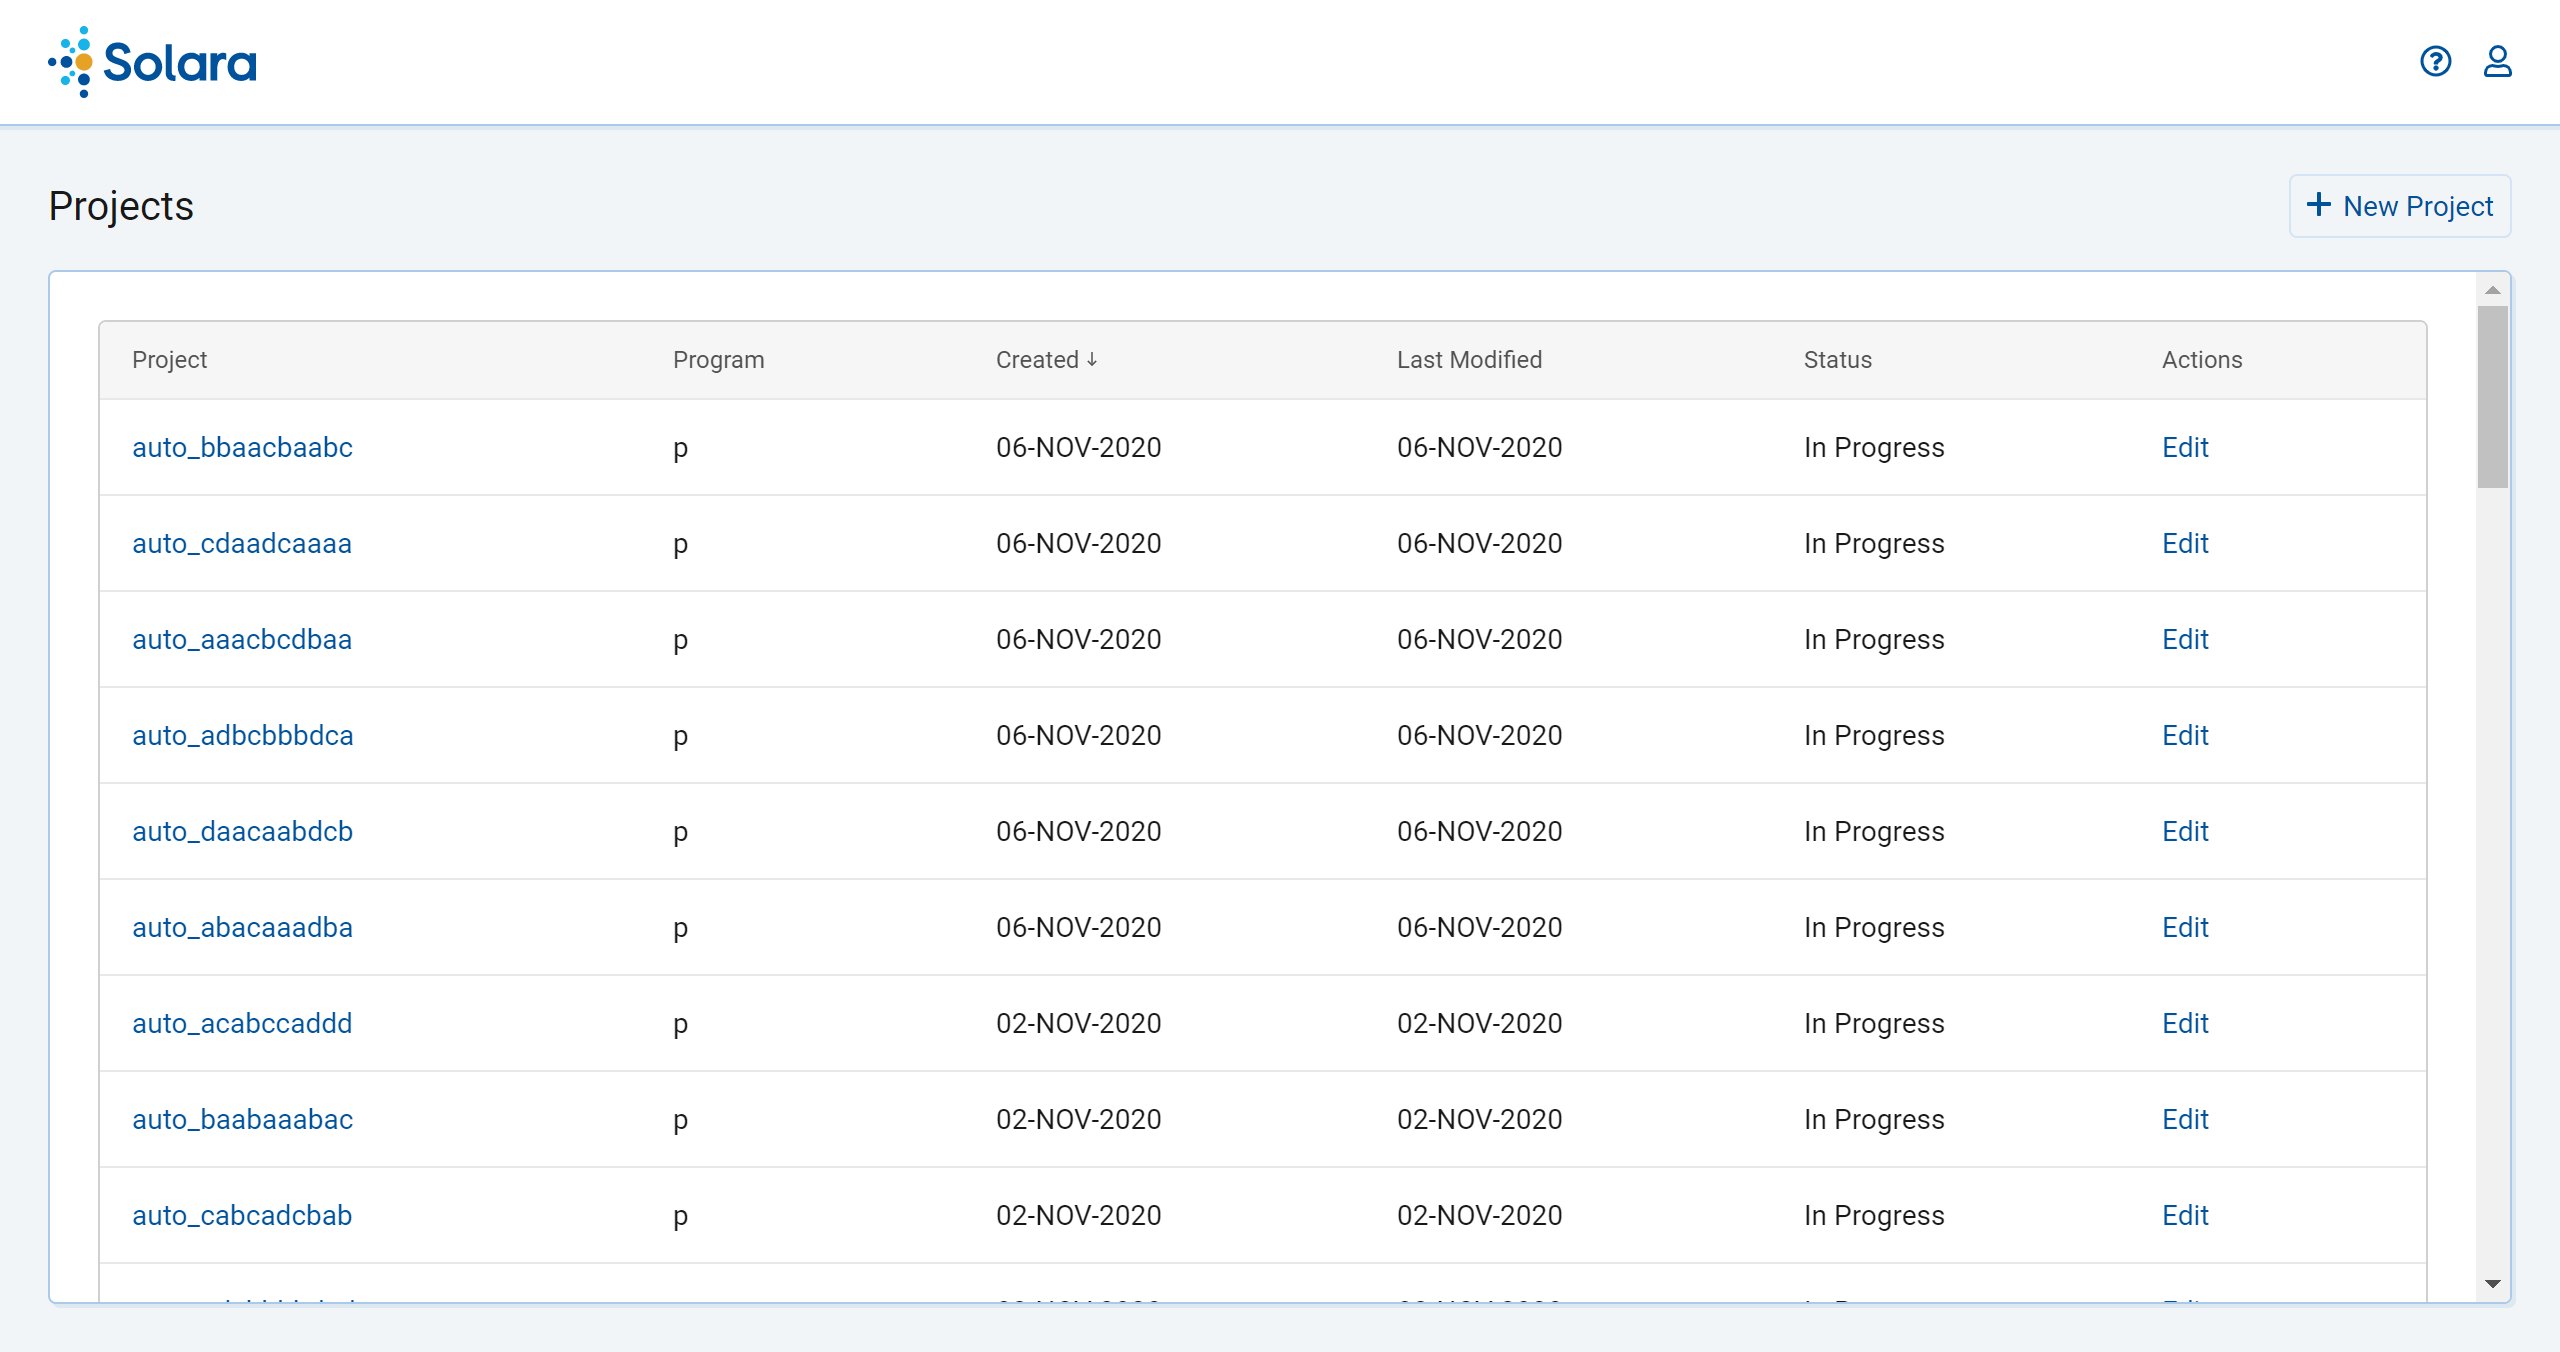 Solara
Projects
New Project
Project Program Created ↓ Last Modified Status Actions
auto_bbaacbaabc p 06-NOV-2020 06-NOV-2020 In Progress Edit
auto_cdaadcaaaa p 06-NOV-2020 06-NOV-2020 In Progress Edit
auto_aaacbcdbaa p 06-NOV-2020 06-NOV-2020 In Progress Edit
auto_adbcbbbdca p 06-NOV-2020 06-NOV-2020 In Progress Edit
auto_daacaabdcb p 06-NOV-2020 06-NOV-2020 In Progress Edit
auto_abacaaadba p 06-NOV-2020 06-NOV-2020 In Progress Edit
auto_acabccaddd p 02-NOV-2020 02-NOV-2020 In Progress Edit
auto_baabaaabac p 02-NOV-2020 02-NOV-2020 In Progress Edit
auto_cabcadcbab p 02-NOV-2020 02-NOV-2020 In Progress Edit